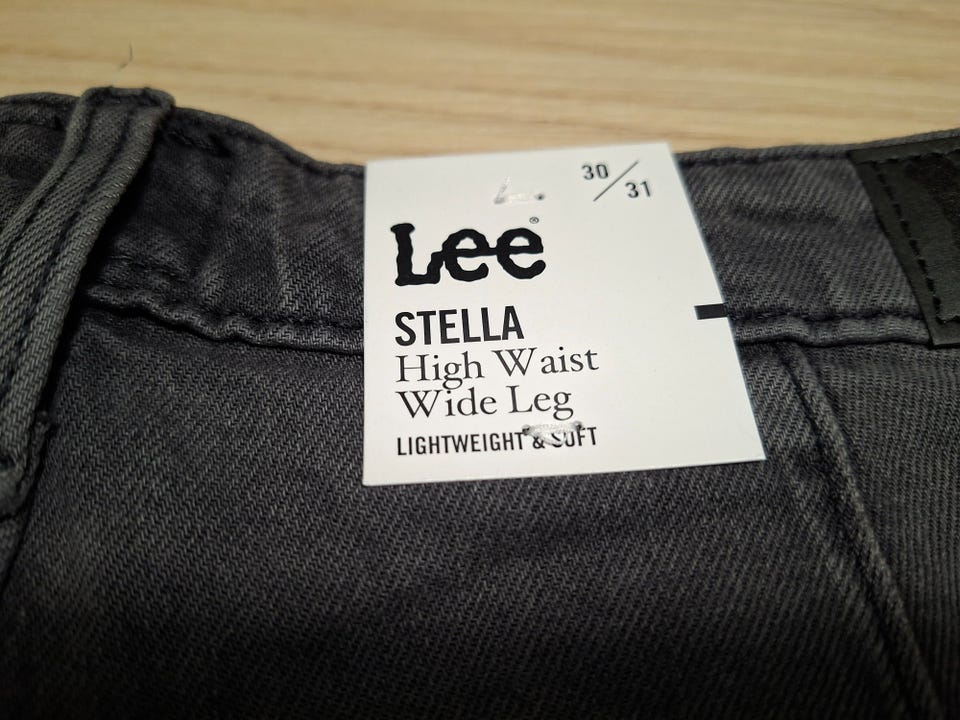 30/31
Lee®
STELLA
High Waist
Wide Leg
LIGHTWEIGHT & SOFT